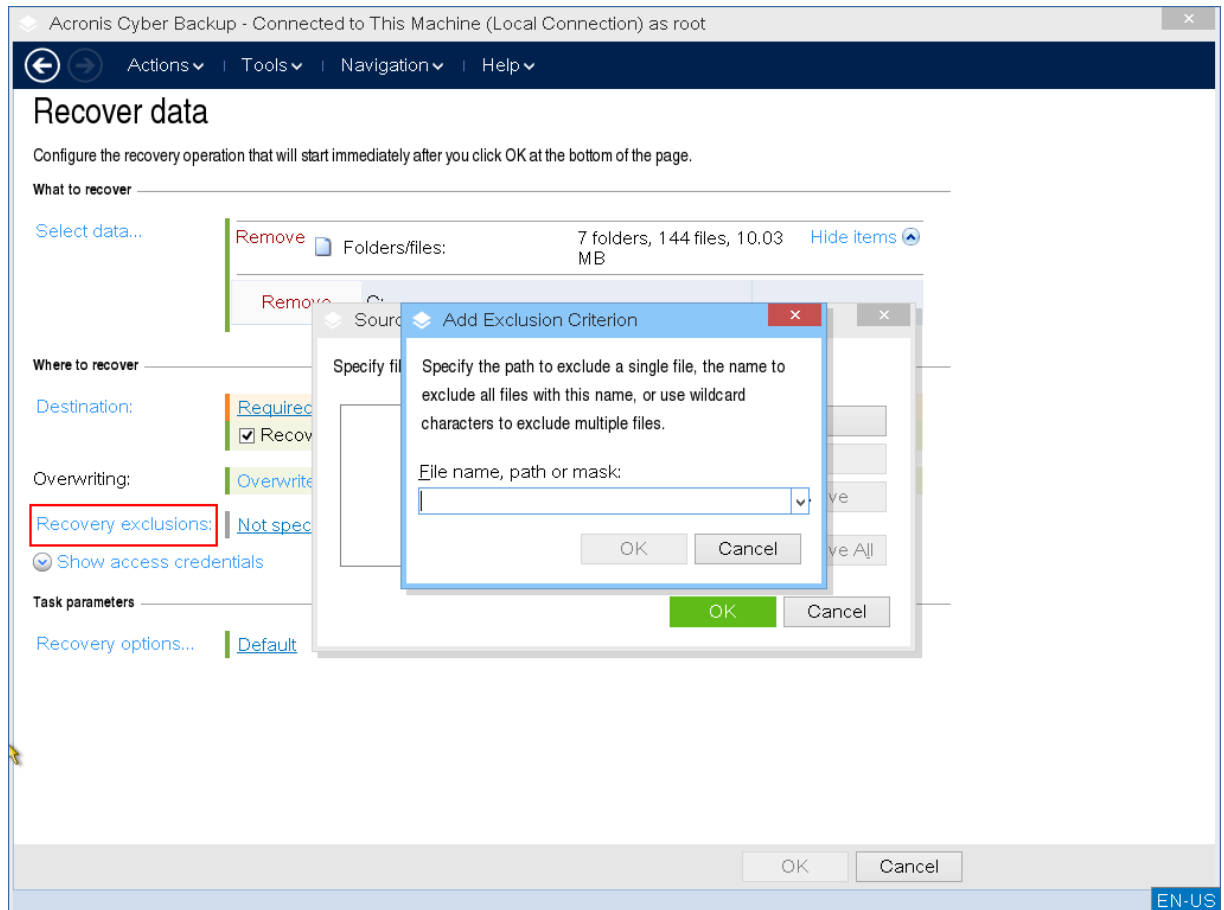 Acronis Cyber Backup - Connected to This Machine (Local Connection) as root
Actions Tools Navigation Help
Recover data
Configure the recovery operation that will start immediately after you click OK at the bottom of the page.
What to recover
Select data...
Remove Folders/files: 7 folders, 144 files, 10.03 MB Hide items
Remove C:
Sourc
Specify fil
Add Exclusion Criterion
Specify the path to exclude a single file, the name to
exclude all files with this name, or use wildcard
characters to exclude multiple files.
File name, path or mask:
OK Cancel
ve
ve All
OK Cancel
Where to recover
Destination: Required
Recov
Overwriting: Overwrite
Recovery exclusions: Not spec
Show access credentials
Task parameters
Recovery options... Default
OK Cancel
EN-US